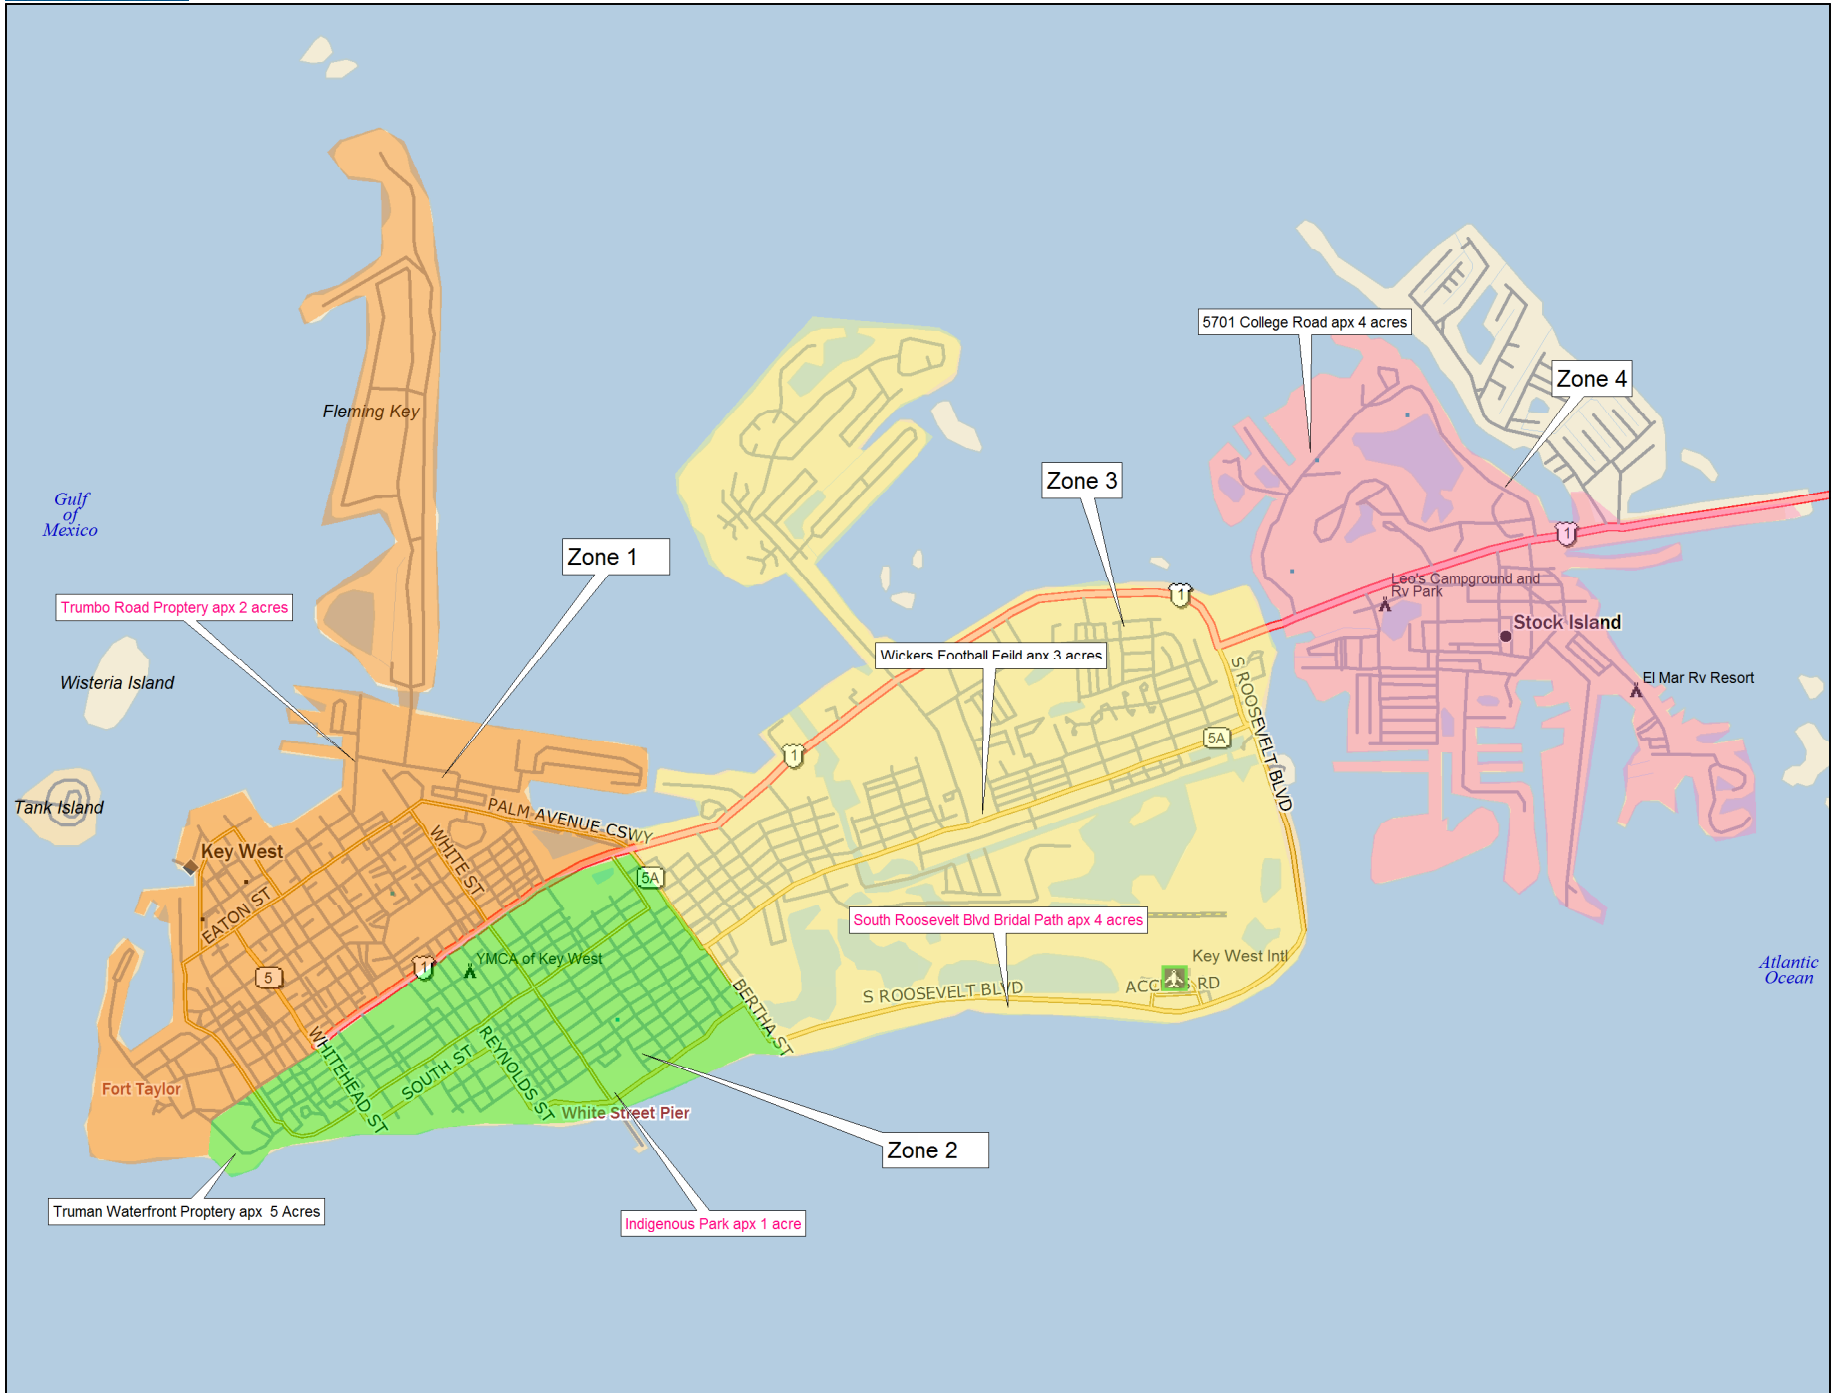 5701 College Road apx 4 acres
Zone 4
Fleming Key
Zone 3
Gulf
of
Mexico
1
Zone 1
Leo's Campground and
Rv Park
1
Trumbo Road Proptery apx 2 acres
Stock Island
Wickers Football Feild apx 3 acres
Wisteria Island
El Mar Rv Resort
S ROOSEVELT BLVD
5A
1
Tank Island
PALM AVENUE CSWY
Key West
WHITE ST
5A
EATON ST
South Roosevelt Blvd Bridal Path apx 4 acres
YMCA of Key West
Key West Intl
1
5
Atlantic
Ocean
S ROOSEVELT BLVD
ACCESS RD
BERTHA ST
WHITEHEAD ST
SOUTH ST
REYNOLDS ST
Fort Taylor
White Street Pier
Zone 2
Truman Waterfront Proptery apx 5 Acres
Indigenous Park apx 1 acre